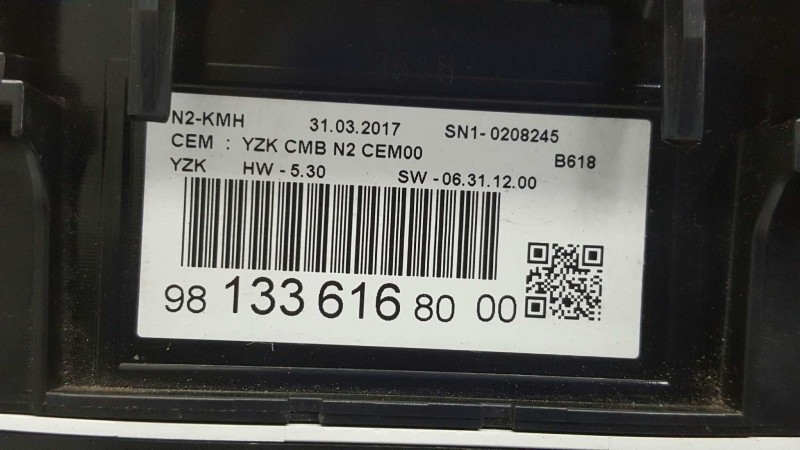 N2-KMH 31.03.2017 SN1- 0208245
CEM : YZK CMB N2 CEM00 B618
YZK HW - 5.30 SW - 06.31.12.00
98 133 616 80 00